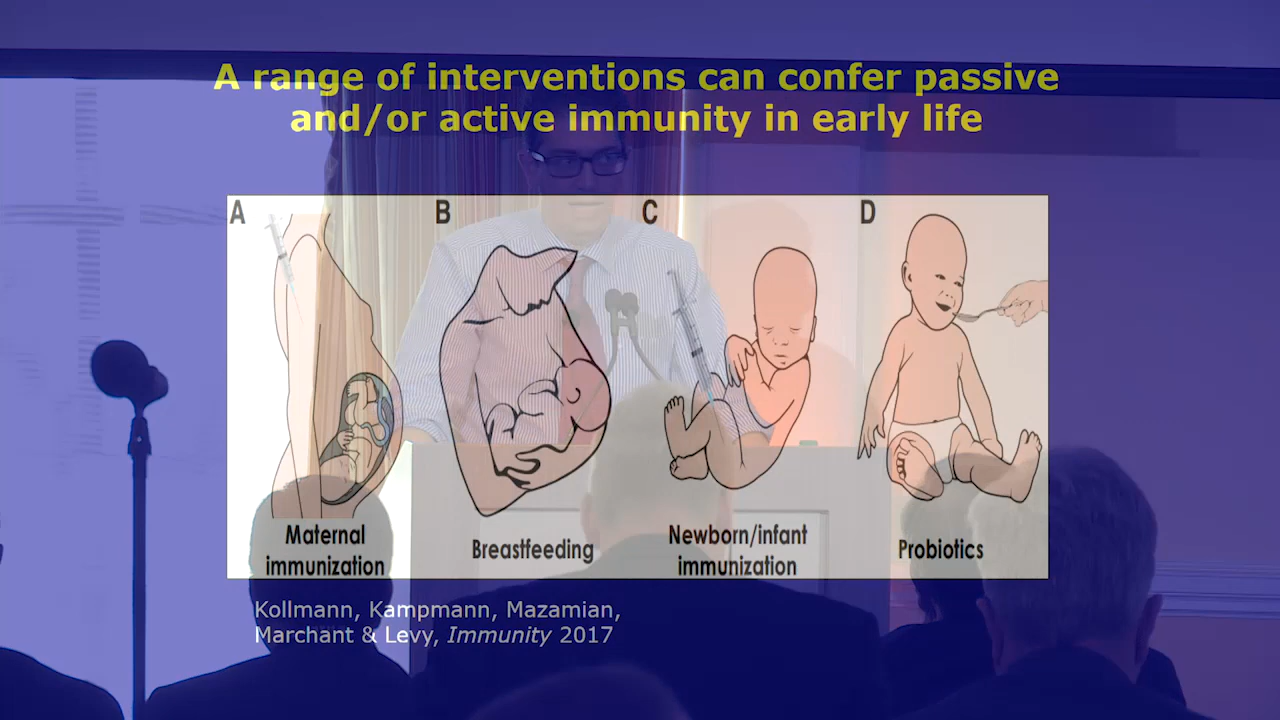 A range of interventions can confer passive
and/or active immunity in early life
A
B
C
D
Maternal
immunization
Breastfeeding
Newborn/infant
immunization
Probiotics
Kollmann, Kampmann, Mazamian,
Marchant & Levy, Immunity 2017